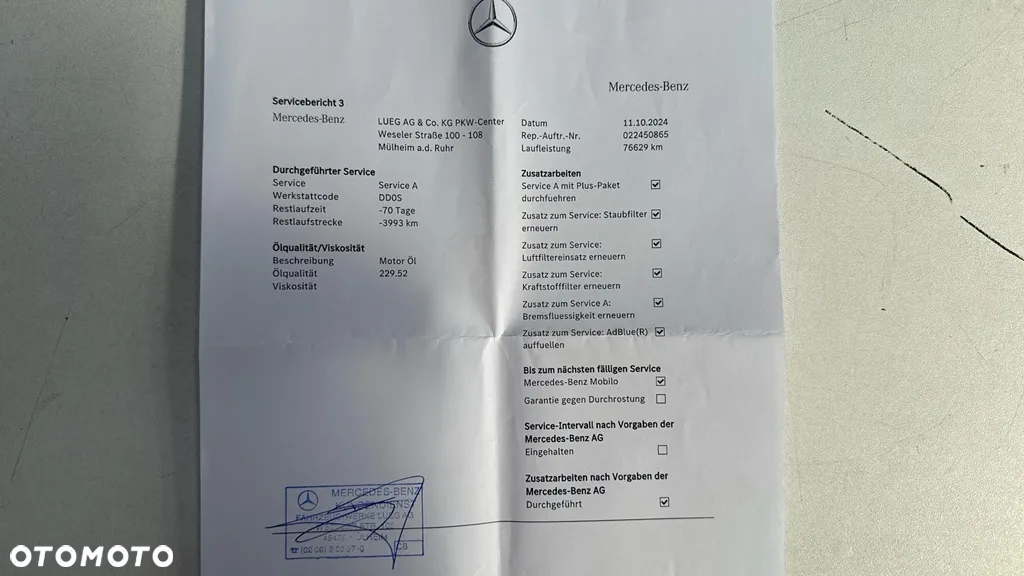 Mercedes-Benz
Servicebericht 3
Mercedes-Benz
LUEG AG & Co. KG PKW-Center
Weseler Straße 100 - 108
Mülheim a.d. Ruhr
Durchgeführter Service
Service Service A
Werkstattcode DD0S
Restlaufzeit -70 Tage
Restlaufstrecke -3993 km
Ölqualität/Viskosität
Beschreibung Motor Öl
Ölqualität 229.52
Viskosität
Datum 11.10.2024
Rep.-Auftr.-Nr. 022450865
Laufleistung 76629 km
Zusatzarbeiten
Service A mit Plus-Paket
durchfuehren
Zusatz zum Service: Staubfilter
erneuern
Zusatz zum Service:
Luftfiltereinsatz erneuern
Zusatz zum Service:
Kraftstofffilter erneuern
Zusatz zum Service A:
Bremsfluessigkeit erneuern
Zusatz zum Service: AdBlue(R)
auffuellen
Bis zum nächsten fälligen Service
Mercedes-Benz Mobilo
Garantie gegen Durchrostung
Service-Intervall nach Vorgaben der
Mercedes-Benz AG
Eingehalten
Zusatzarbeiten nach Vorgaben der
Mercedes-Benz AG
Durchgeführt
MERCEDES-BENZ
KUNDENDIENST
LUEG AG
CB
OTOMOTO